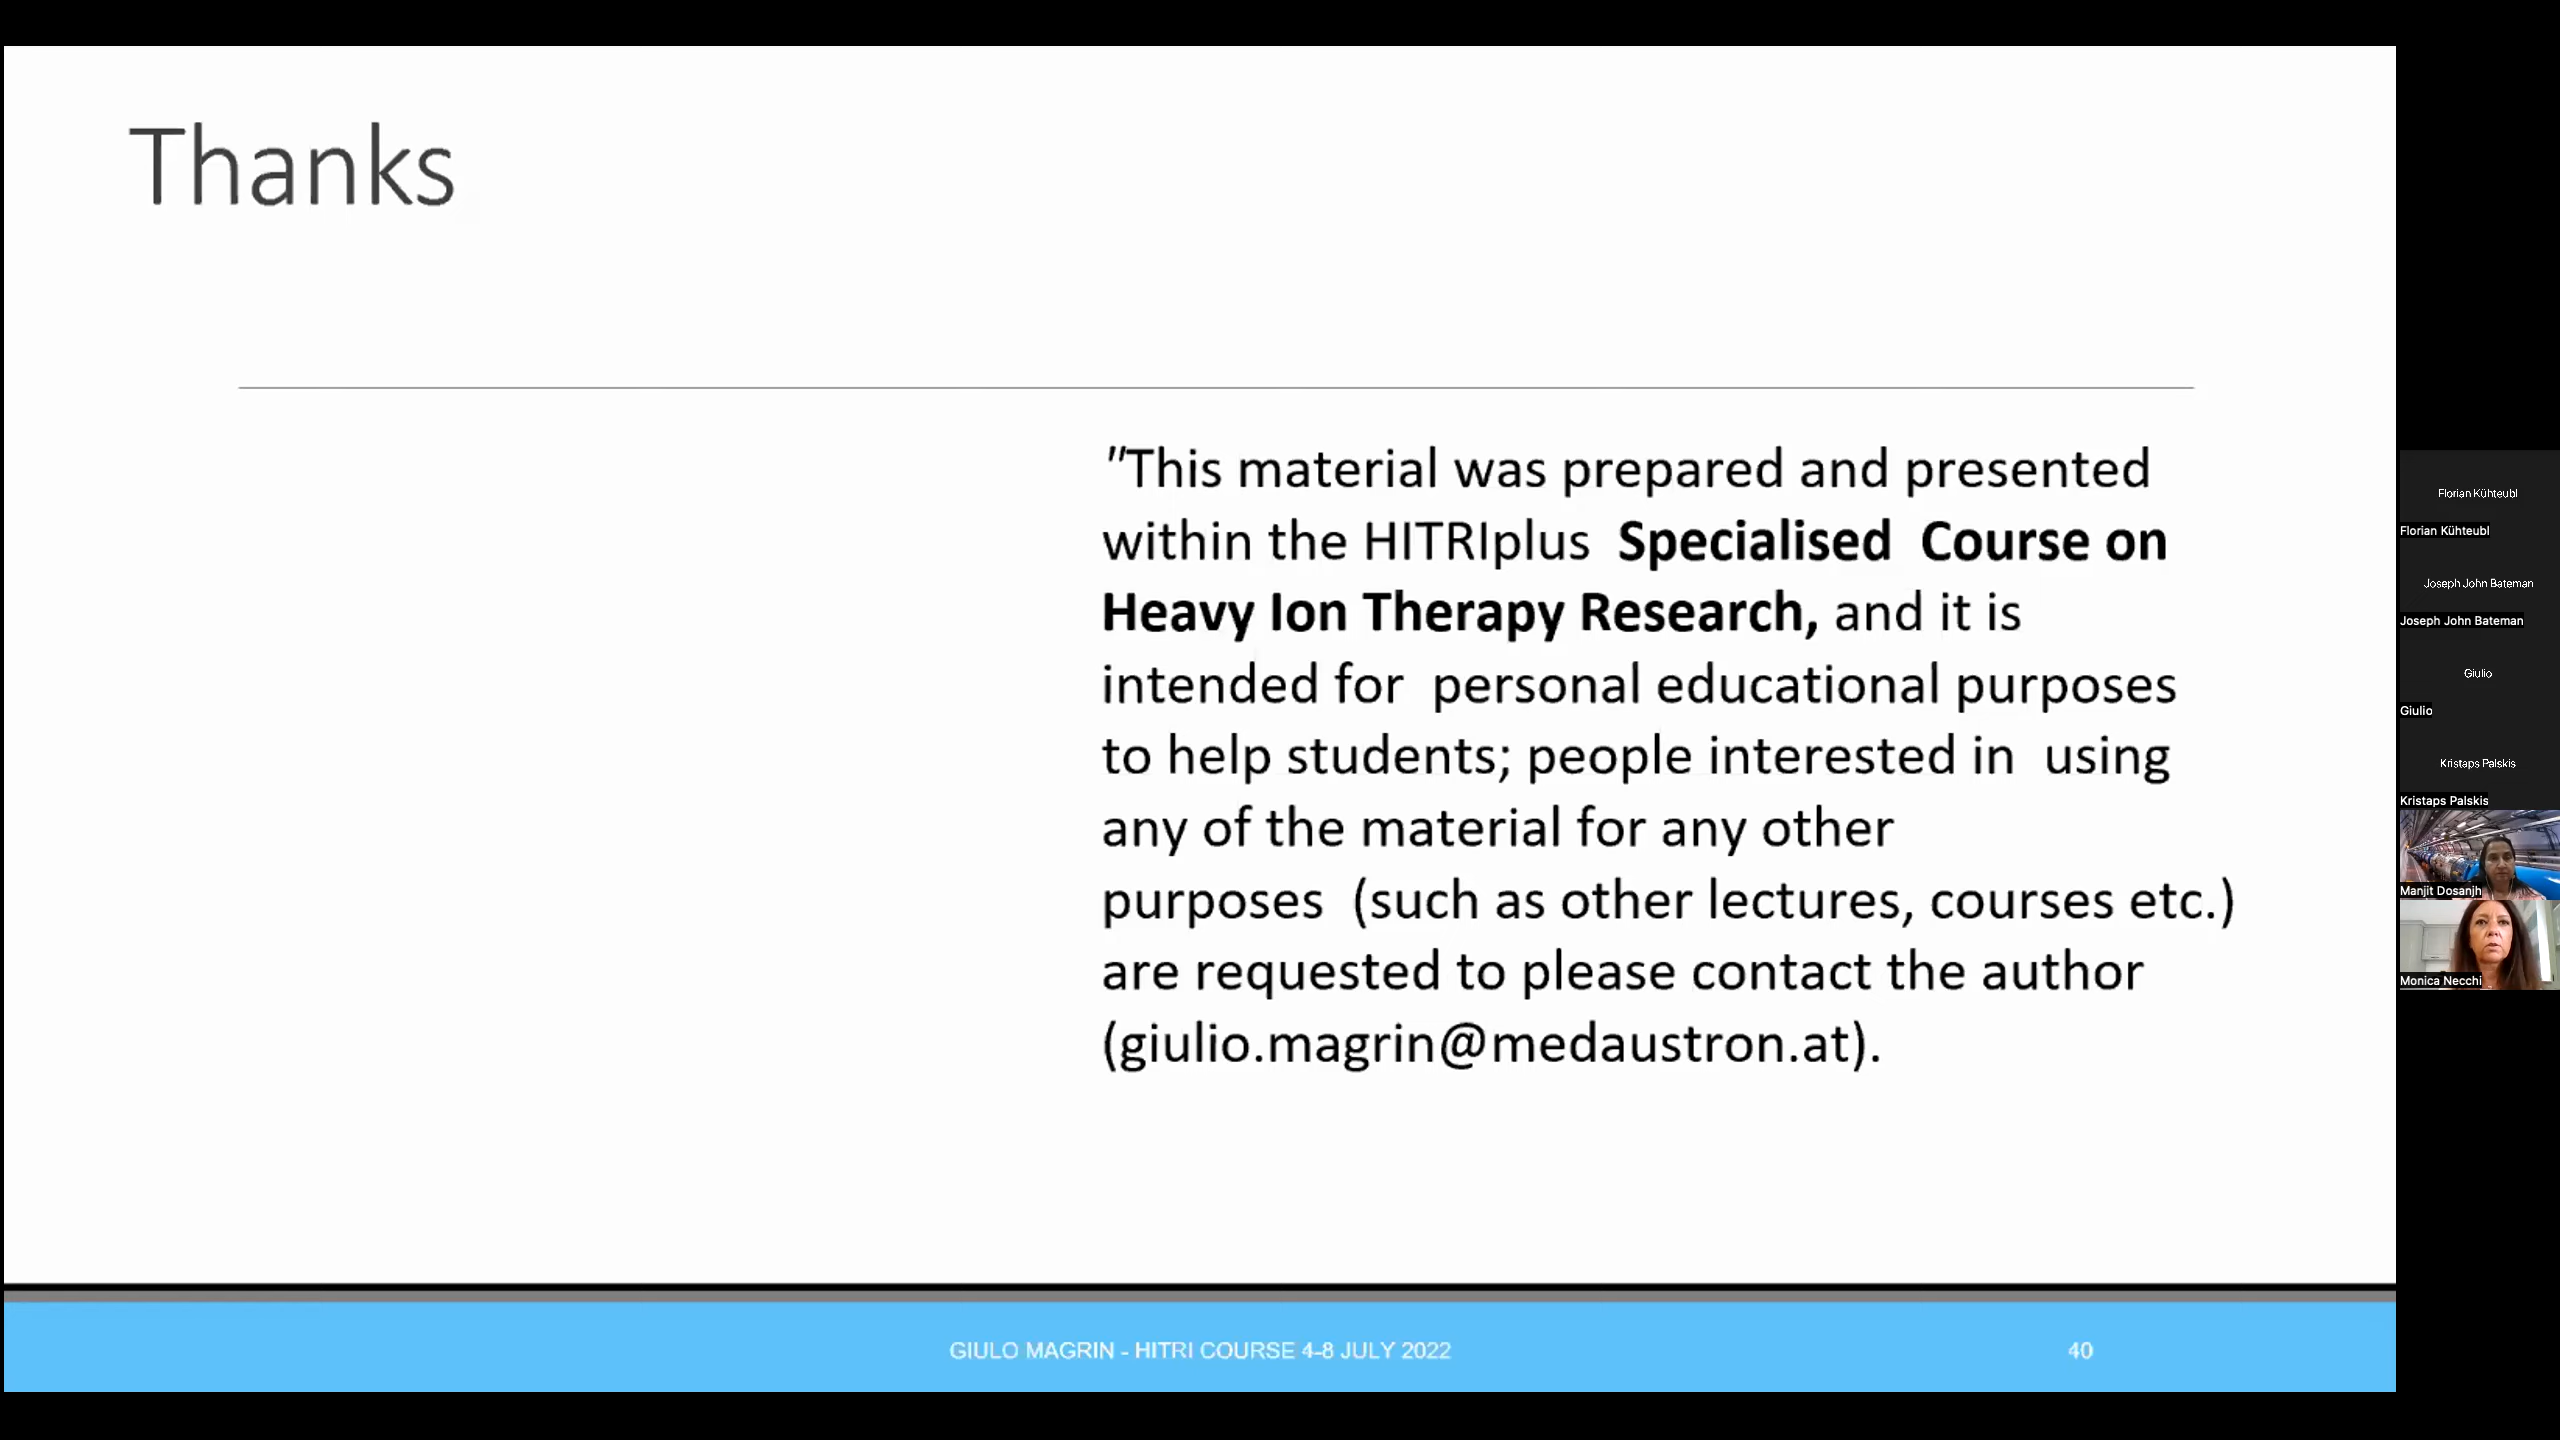 Thanks
"This material was prepared and presented
within the HITRIplus Specialised Course on
Heavy Ion Therapy Research, and it is
intended for personal educational purposes
to help students; people interested in using
any of the material for any other
purposes (such as other lectures, courses etc.)
are requested to please contact the author
(giulio.magrin@medaustron.at).
GIULO MAGRIN - HITRI COURSE 4-8 JULY 2022
40
Florian Kühteubl
Florian Kühteubl
Joseph John Bateman
Joseph John Bateman
Giulio
Giulio
Kristaps Palskis
Kristaps Palskis
Manjit Dosanjh
Monica Necchi